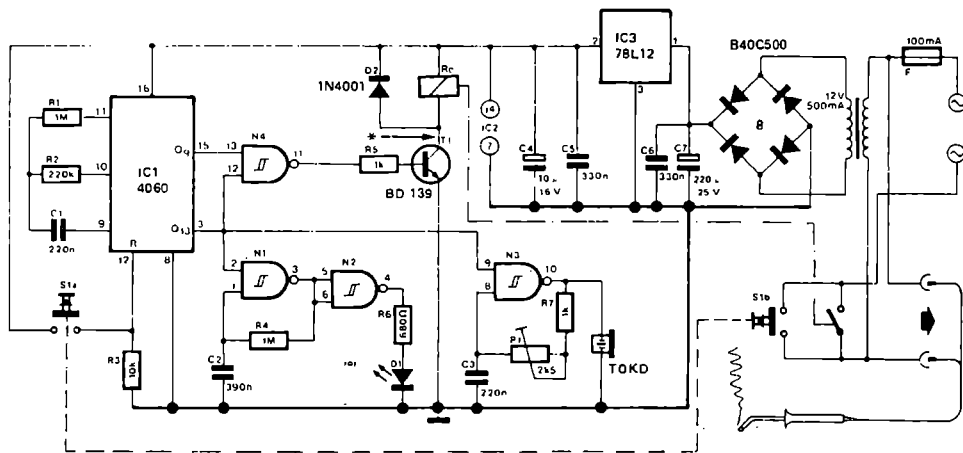 IC3
78L12
2
1
3
B40C500
100mA
F
12V
500mA
B
D2
1N4001
Re
16
14
IC2
7
C4
10µ
16V
C5
330n
C6
330n
C7
220µ
25V
R1
1M
11
R2
220k
10
C1
220n
9
IC1
4060
Q9
15
Q13
3
R
12
8
N4
13
12
11
R5
1k
*
T1
BD 139
N1
2
1
3
N2
5
6
4
R4
1M
C2
390n
R6
680Ω
D1
N3
9
8
10
R7
1k
P1
2k5
C3
220n
TOKO
S1a
R3
10k
S1b